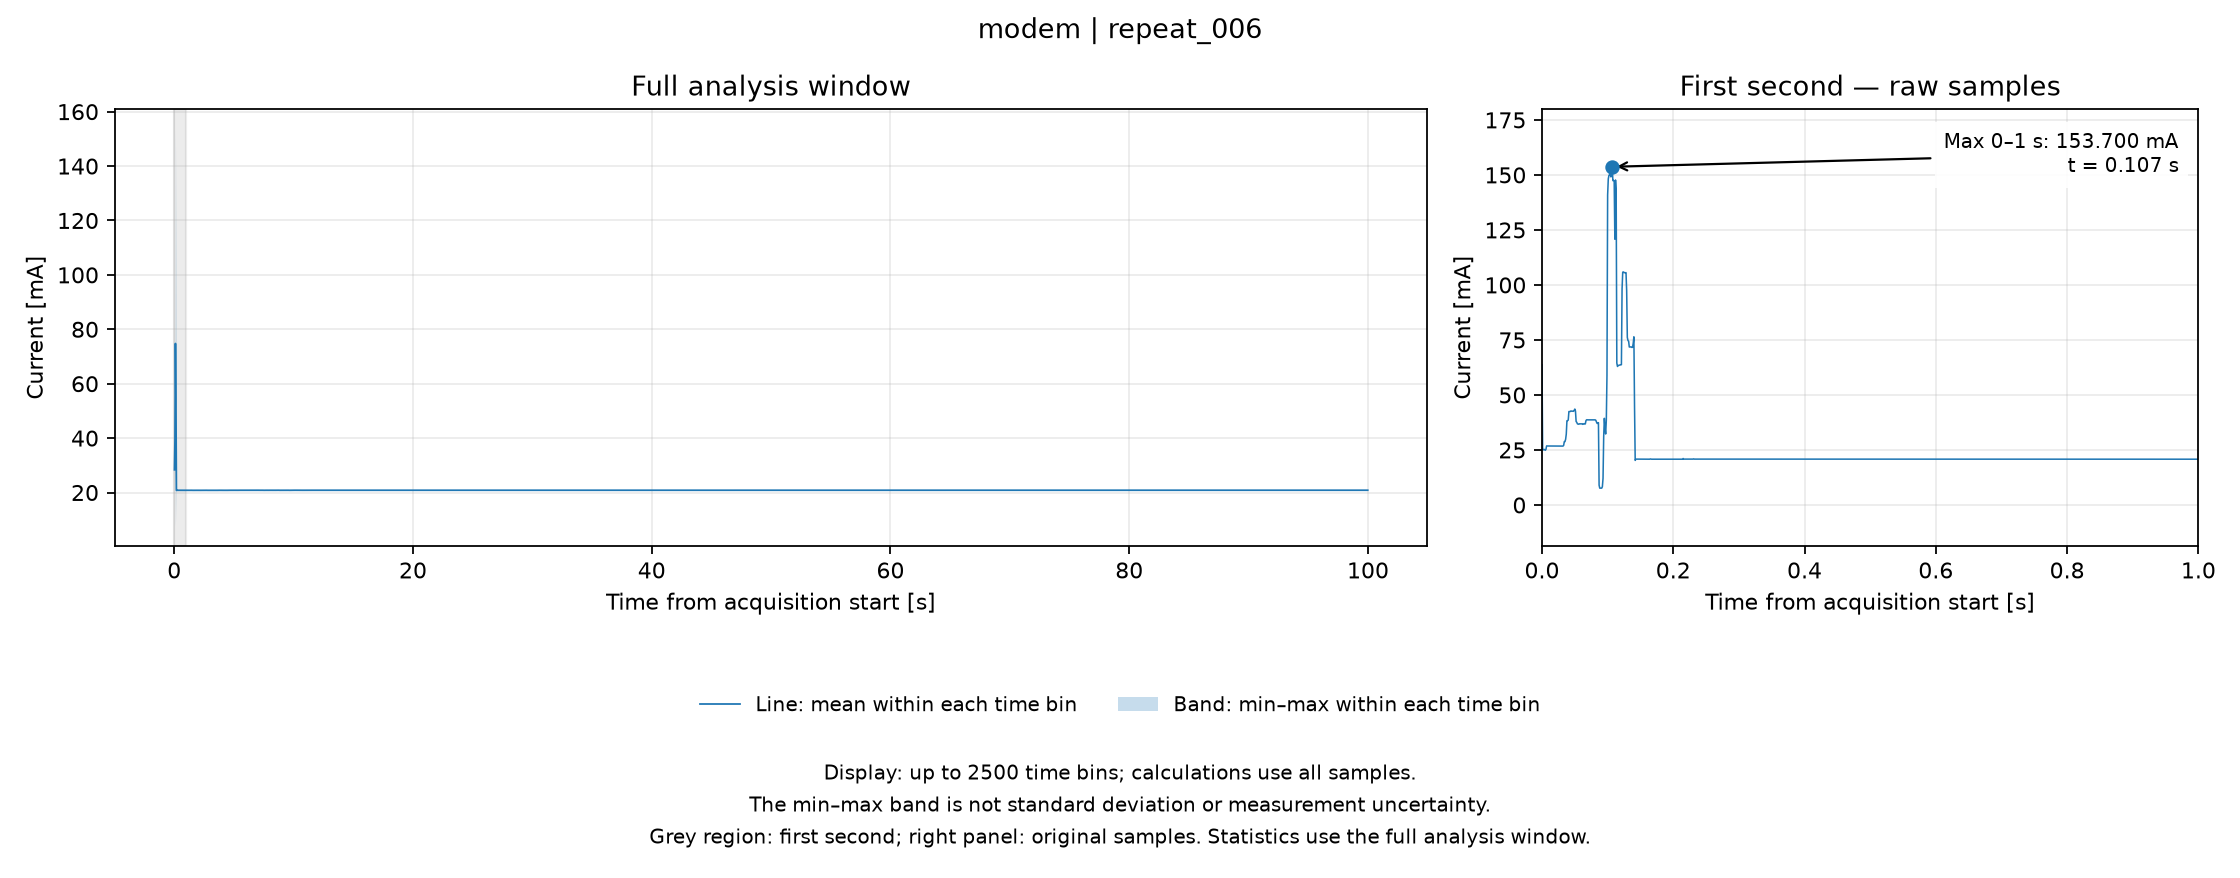 modem | repeat_006
Full analysis window
160
140
120
100
80
60
40
20
Current [mA]
0
20
40
60
80
100
Time from acquisition start [s]
First second — raw samples
175
150
125
100
75
50
25
0
Current [mA]
Max 0–1 s: 153.700 mA
t = 0.107 s
0.0
0.2
0.4
0.6
0.8
1.0
Time from acquisition start [s]
Line: mean within each time bin
Band: min–max within each time bin
Display: up to 2500 time bins; calculations use all samples.
The min–max band is not standard deviation or measurement uncertainty.
Grey region: first second; right panel: original samples. Statistics use the full analysis window.